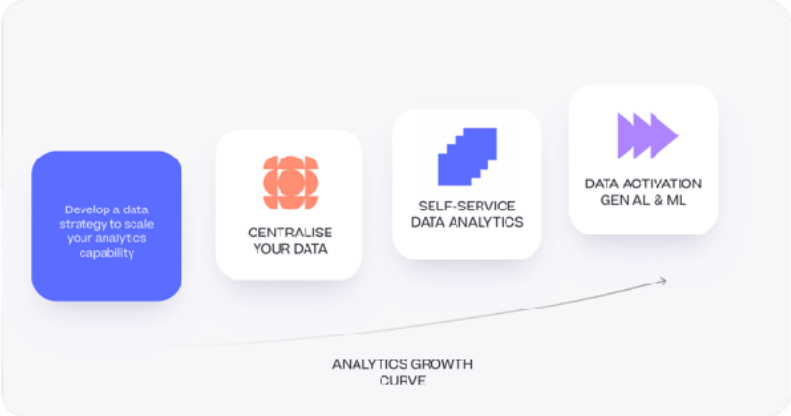 Develop a data
strategy to scale
your analytics
capability
CENTRALISE
YOUR DATA
SELF-SERVICE
DATA ANALYTICS
DATA ACTIVATION
GEN AL & ML
ANALYTICS GROWTH
CURVE